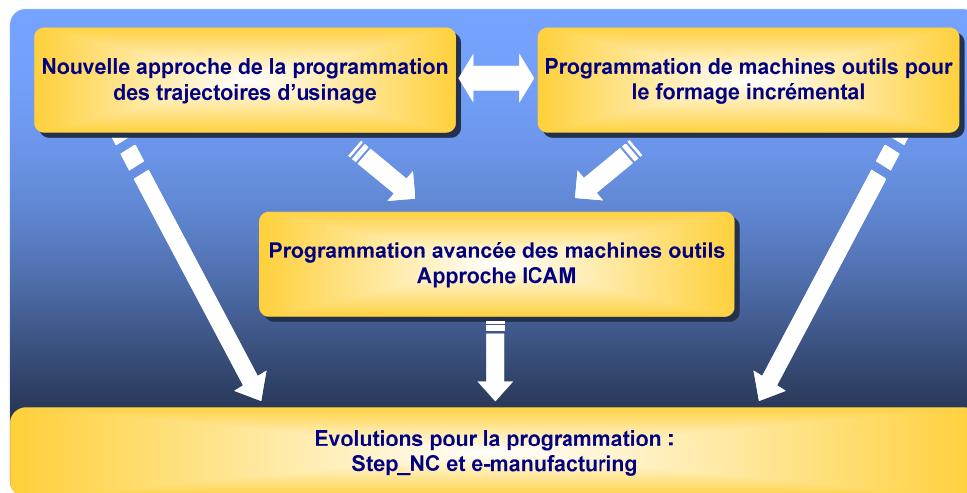 Nouvelle approche de la programmation
des trajectoires d’usinage
Programmation de machines outils pour
le formage incrémental
Programmation avancée des machines outils
Approche ICAM
Evolutions pour la programmation :
Step_NC et e-manufacturing